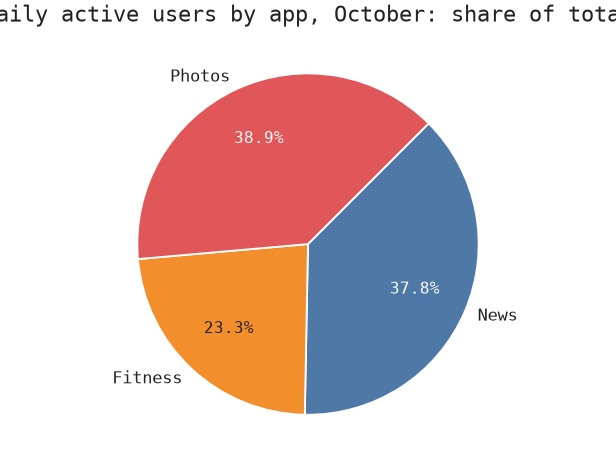 aily active users by app, October: share of tota
Photos
38.9%
37.8%
News
23.3%
Fitness